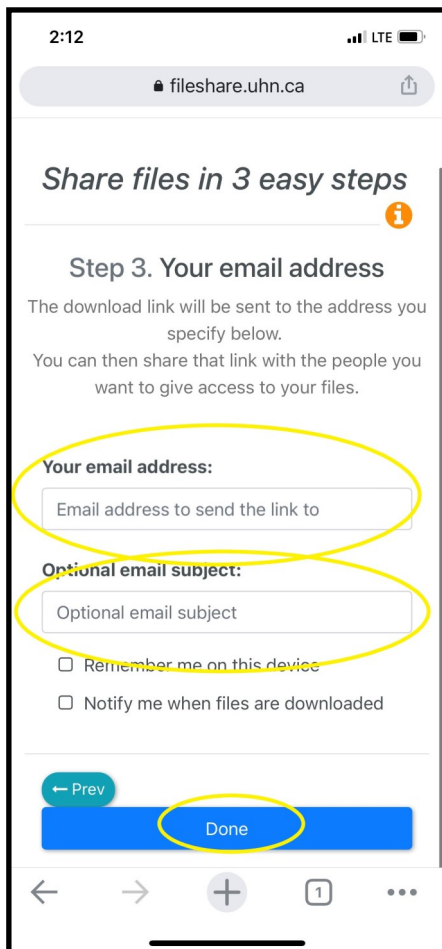 2:12
LTE
fileshare.uhn.ca
Share files in 3 easy steps
i
Step 3. Your email address
The download link will be sent to the address you
specify below.
You can then share that link with the people you
want to give access to your files.
Your email address:
Email address to send the link to
Optional email subject:
Optional email subject
Remember me on this device
Notify me when files are downloaded
← Prev
Done
1